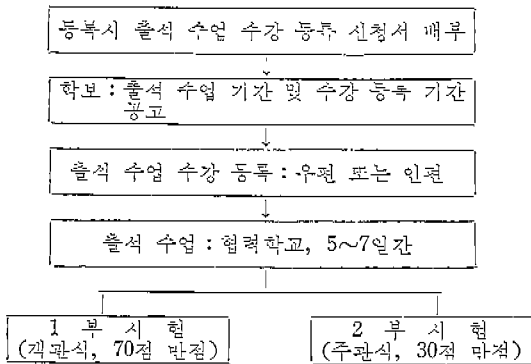 등록시 출석 수업 수강 등록 신청서 배부
학보 : 출석 수업 기간 및 수강 등록 기간
공고
출석 수업 수강 등록 : 우편 또는 인편
출석 수업 : 협력학교, 5~7일간
1 부 시 험
(객관식, 70점 만점)
2 부 시 험
(주관식, 30점 만점)